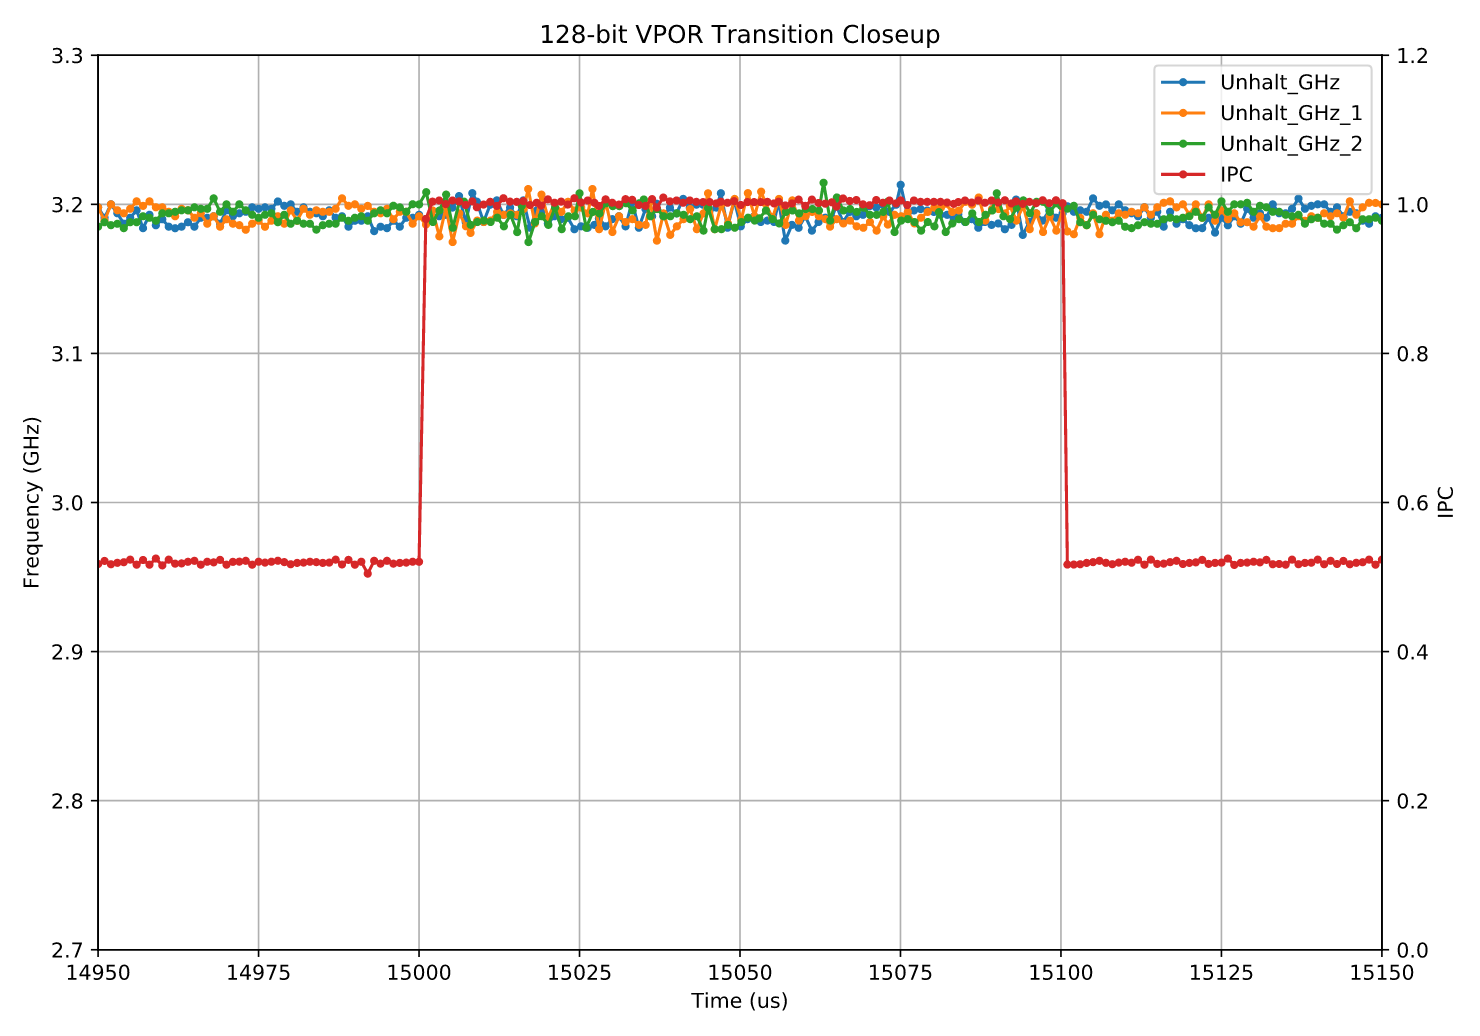 128-bit VPOR Transition Closeup
3.3
3.2
3.1
3.0
2.9
2.8
2.7
Frequency (GHz)
1.2
1.0
0.8
0.6
0.4
0.2
0.0
IPC
Unhalt_GHz
Unhalt_GHz_1
Unhalt_GHz_2
IPC
14950 14975 15000 15025 15050 15075 15100 15125 15150
Time (us)